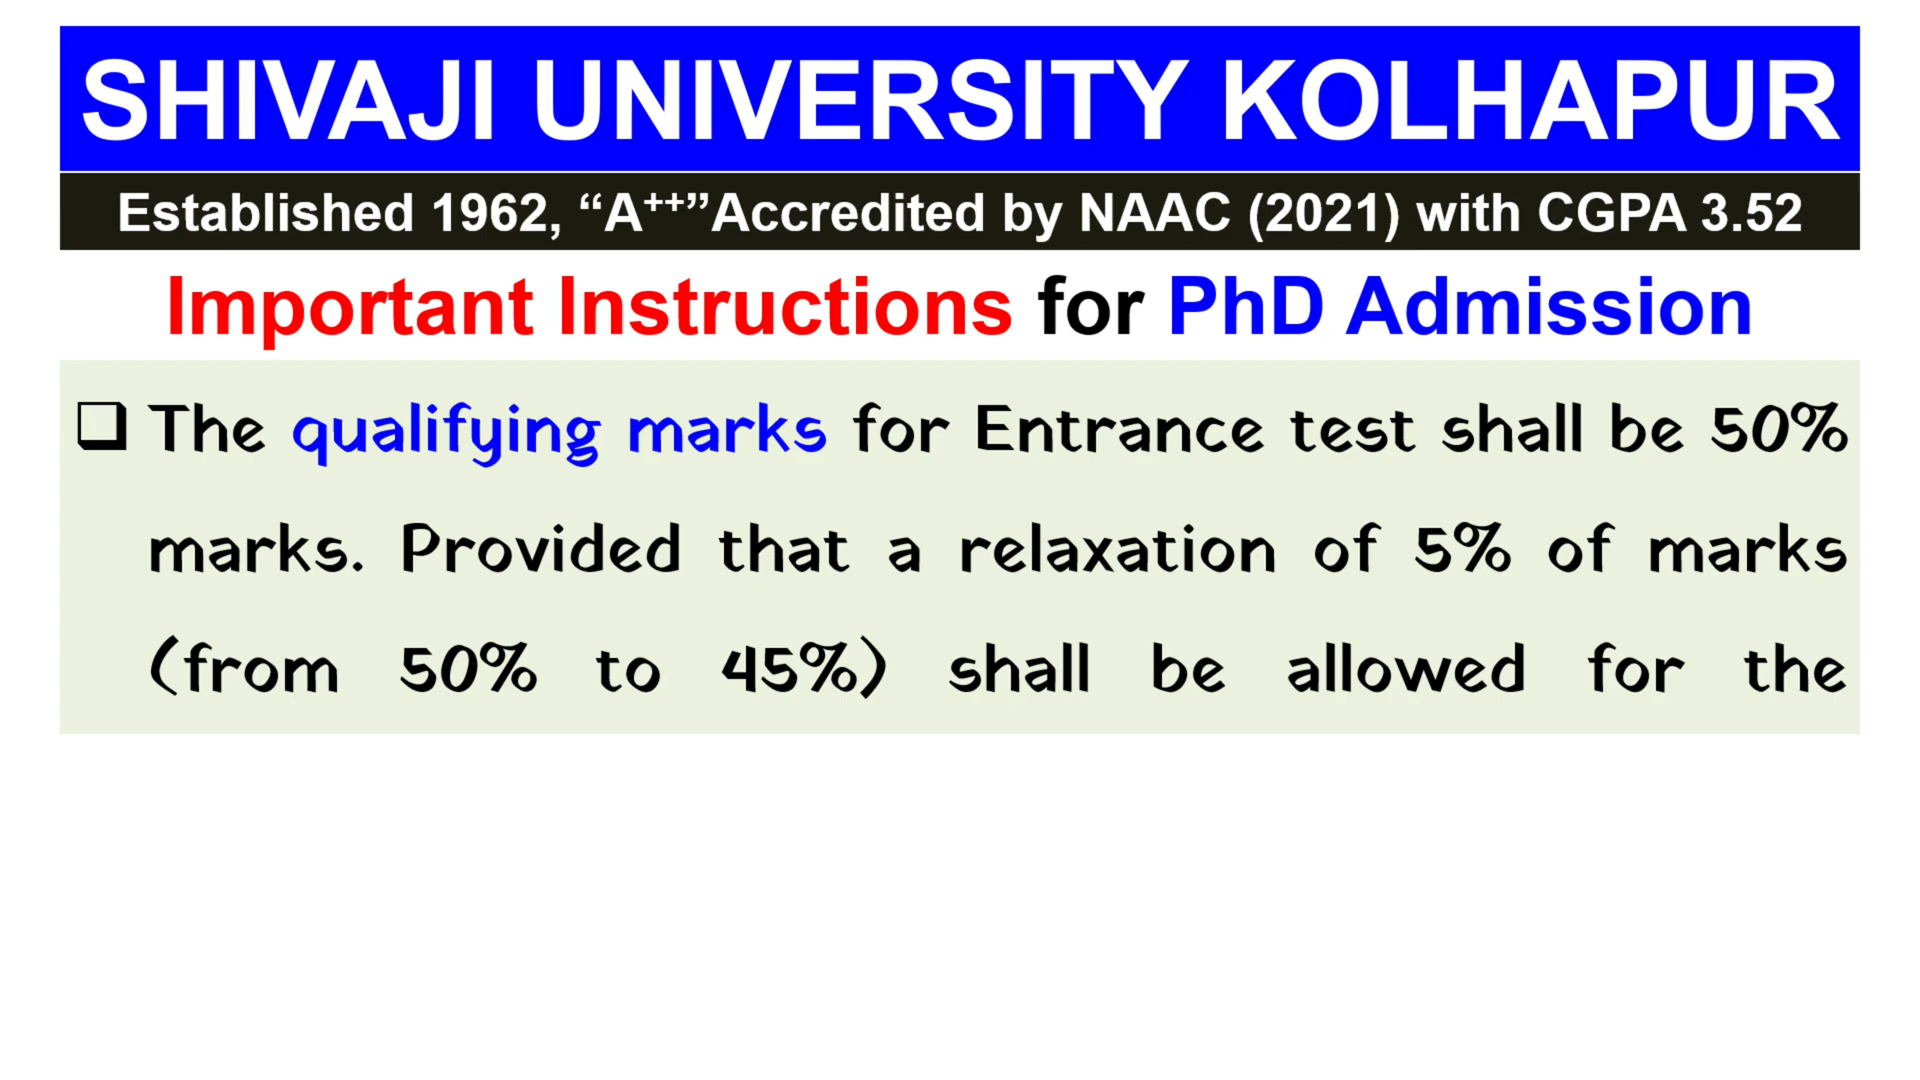 SHIVAJI UNIVERSITY KOLHAPUR
Established 1962, “A++”Accredited by NAAC (2021) with CGPA 3.52
Important Instructions for PhD Admission
❑ The qualifying marks for Entrance test shall be 50%
marks. Provided that a relaxation of 5% of marks
(from 50% to 45%) shall be allowed for the